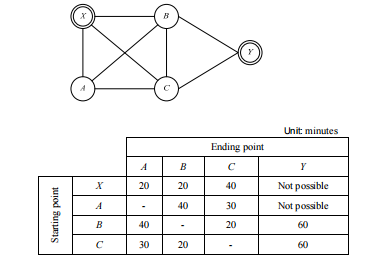 X
B
Y
A
C
Unit: minutes
Ending point
A B C Y
Starting point
X 20 20 40 Not possible
A - 40 30 Not possible
B 40 - 20 60
C 30 20 - 60